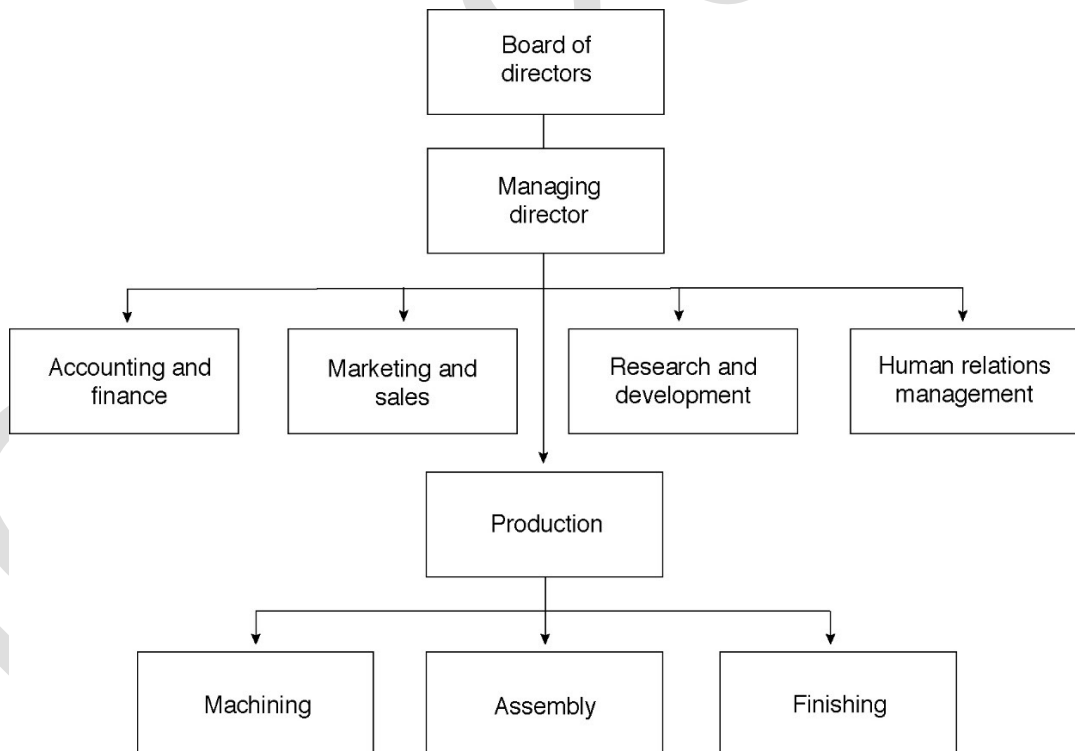 Board of
directors
Managing
director
Accounting and
finance
Marketing and
sales
Research and
development
Human relations
management
Production
Machining
Assembly
Finishing